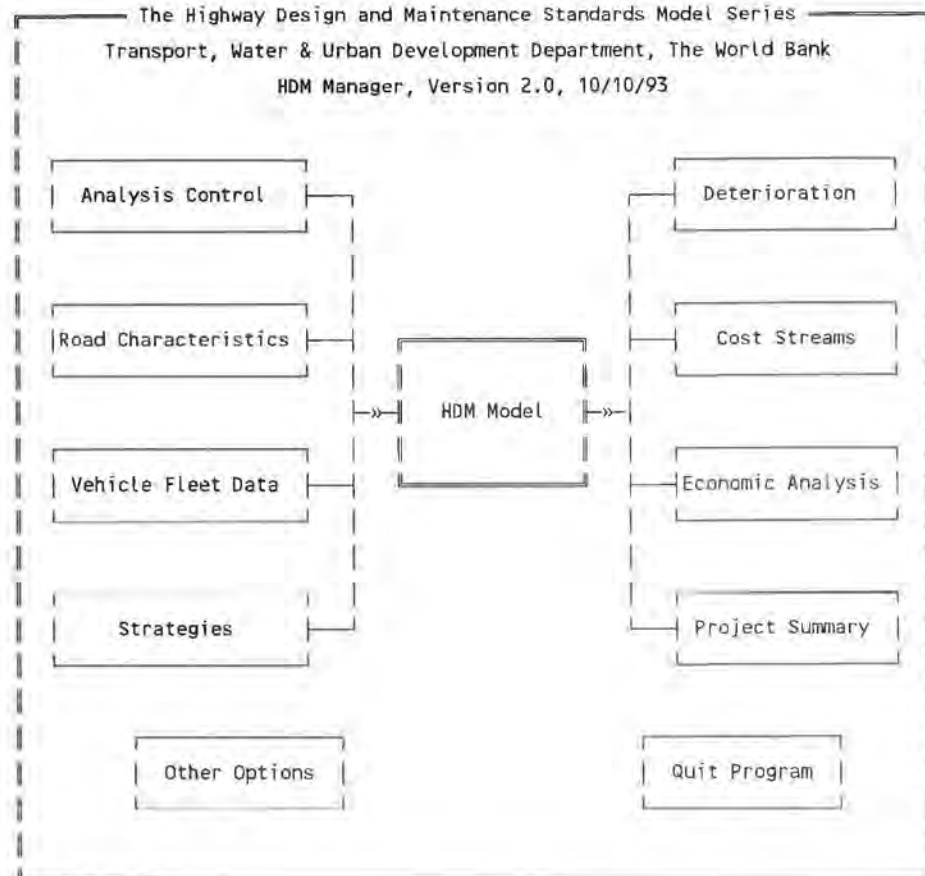 The Highway Design and Maintenance Standards Model Series
Transport, Water & Urban Development Department, The World Bank
HDM Manager, Version 2.0, 10/10/93
Analysis Control
Deterioration
Road Characteristics
Cost Streams
HDM Model
Vehicle Fleet Data
Economic Analysis
Strategies
Project Summary
Other Options
Quit Program